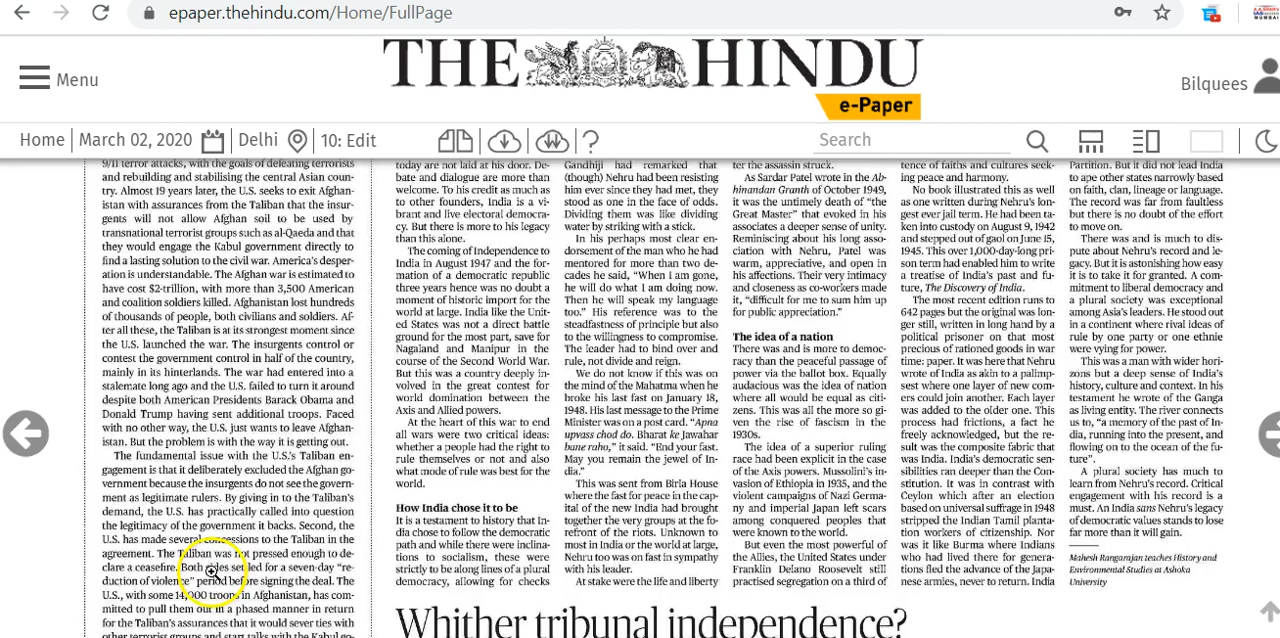 epaper.thehindu.com/Home/FullPage
THE HINDU
e-Paper
Menu
Bilquees
Home
March 02, 2020
Delhi
10: Edit
?
Search
9/11 terror attacks, with the goals of defeating terrorists
and rebuilding and stabilising the central Asian coun-
try. Almost 19 years later, the U.S. seeks to exit Afghan-
istan with assurances from the Taliban that the insur-
gents will not allow Afghan soil to be used by
transnational terrorist groups such as al-Qaeda and that
they would engage the Kabul government directly to
find a lasting solution to the civil war. America's desper-
ation is understandable. The Afghan war is estimated to
have cost $2-trillion, with more than 3,500 American
and coalition soldiers killed. Afghanistan lost hundreds
of thousands of people, both civilians and soldiers. Af-
ter all these, the Taliban is at its strongest moment since
the U.S. launched the war. The insurgents control or
contest the government control in half of the country,
mainly in its hinterlands. The war had entered into a
stalemate long ago and the U.S. failed to turn it around
despite both American Presidents Barack Obama and
Donald Trump having sent additional troops. Faced
with no other way, the U.S. just wants to leave Afghan-
istan. But the problem is with the way it is getting out.
The fundamental issue with the U.S.'s Taliban en-
gagement is that it deliberately excluded the Afghan go-
vernment because the insurgents do not see the govern-
ment as legitimate rulers. By giving in to the Taliban's
demand, the U.S. has practically called into question
the legitimacy of the government it backs. Second, the
U.S. has made several concessions to the Taliban in the
agreement. The Taliban was not pressed enough to de-
clare a ceasefire. Both sides settled for a seven-day "re-
duction of violence" period before signing the deal. The
U.S., with some 14,000 troops in Afghanistan, has com-
mitted to pull them out in a phased manner in return
for the Taliban's assurances that it would sever ties with
other terrorist groups and start talks with the Kabul go-
today are not laid at his door. De-
bate and dialogue are more than
welcome. To his credit as much as
to other founders, India is a vi-
brant and live electoral democra-
cy. But there is more to his legacy
than this alone.
The coming of Independence to
India in August 1947 and the for-
mation of a democratic republic
three years hence was no doubt a
moment of historic import for the
world at large. India like the Unit-
ed States was not a direct battle
ground for the most part, save for
Nagaland and Manipur in the
course of the Second World War.
But this was a country deeply in-
volved in the great contest for
world domination between the
Axis and Allied powers.
At the heart of this war to end
all wars were two critical ideas:
whether a people had the right to
rule themselves or not and also
what mode of rule was best for the
world.
How India chose it to be
It is a testament to history that In-
dia chose to follow the democratic
path and while there were inclina-
tions to socialism, these were
strictly to be along lines of a plural
democracy, allowing for checks
Gandhiji had remarked that
(though) Nehru had been resisting
him ever since they had met, they
stood as one in the face of odds.
Dividing them was like dividing
water by striking with a stick.
In his perhaps most clear en-
dorsement of the man who he had
mentored for more than two de-
cades he said, "When I am gone,
he will do what I am doing now.
Then he will speak my language
too." His reference was to the
steadfastness of principle but also
to the willingness to compromise.
The leader had to bind over and
rule, not divide and reign.
We do not know if this was on
the mind of the Mahatma when he
broke his last fast on January 18,
1948. His last message to the Prime
Minister was on a post card. "Apna
upvass chod do. Bharat ke Jawahar
bane raho," it said. "End your fast.
May you remain the jewel of In-
dia."
This was sent from Birla House
where the fast for peace in the cap-
ital of the new India had brought
together the very groups at the fo-
refront of the riots. Unknown to
most in India or the world at large,
Nehru too was on fast in sympathy
with his leader.
At stake were the life and liberty
ter the assassin struck.
As Sardar Patel wrote in the Ab-
hinandan Granth of October 1949,
it was the untimely death of "the
Great Master" that evoked in his
associates a deeper sense of unity.
Reminiscing about his long asso-
ciation with Nehru, Patel was
warm, appreciative, and open in
his affections. Their very intimacy
and closeness as co-workers made
it, "difficult for me to sum him up
for public appreciation."
The idea of a nation
There was and is more to democ-
racy than the peaceful passage of
power via the ballot box. Equally
audacious was the idea of nation
where all would be equal as citi-
zens. This was all the more so gi-
ven the rise of fascism in the
1930s.
The idea of a superior ruling
race had been explicit in the case
of the Axis powers. Mussolini's in-
vasion of Ethiopia in 1935, and the
violent campaigns of Nazi Germa-
ny and imperial Japan left scars
among conquered peoples that
were known to the world.
But even the most powerful of
the Allies, the United States under
Franklin Delano Roosevelt still
practised segregation on a third of
tence of faiths and cultures seek-
ing peace and harmony.
No book illustrated this as well
as one written during Nehru's lon-
gest ever jail term. He had been ta-
ken into custody on August 9, 1942
and stepped out of gaol on June 15,
1945. This over 1,000-day-long pri-
son term had enabled him to write
a treatise of India's past and fu-
ture, The Discovery of India.
The most recent edition runs to
642 pages but the original was lon-
ger still, written in long hand by a
political prisoner on that most
precious of rationed goods in war
time: paper. It was here that Nehru
wrote of India as akin to a palimp-
sest where one layer of new com-
ers could join another. Each layer
was added to the older one. This
process had frictions, a fact he
freely acknowledged, but the re-
sult was the composite fabric that
was India. India's democratic sen-
sibilities ran deeper than the Con-
stitution. It was in contrast with
Ceylon which after an election
based on universal suffrage in 1948
stripped the Indian Tamil planta-
tion workers of citizenship. Nor
was it like Burma where Indians
who had lived there for genera-
tions fled the advance of the Japa-
nese armies, never to return. India
Partition. But it did not lead India
to ape other states narrowly based
on faith, clan, lineage or language.
The record was far from faultless
but there is no doubt of the effort
to move on.
There was and is much to dis-
pute about Nehru's record and le-
gacy. But it is astonishing how easy
it is to take it for granted. A com-
mitment to liberal democracy and
a plural society was exceptional
among Asia's leaders. He stood out
in a continent where rival ideas of
rule by one party or one ethnie
were vying for power.
This was a man with wider hori-
zons but a deep sense of India's
history, culture and context. In his
testament he wrote of the Ganga
as living entity. The river connects
us to, "a memory of the past of In-
dia, running into the present, and
flowing on to the ocean of the fu-
ture".
A plural society has much to
learn from Nehru's record. Critical
engagement with his record is a
must. An India sans Nehru's legacy
of democratic values stands to lose
far more than it will gain.
Mahesh Rangarajan teaches History and
Environmental Studies at Ashoka
University
Whither tribunal independence?